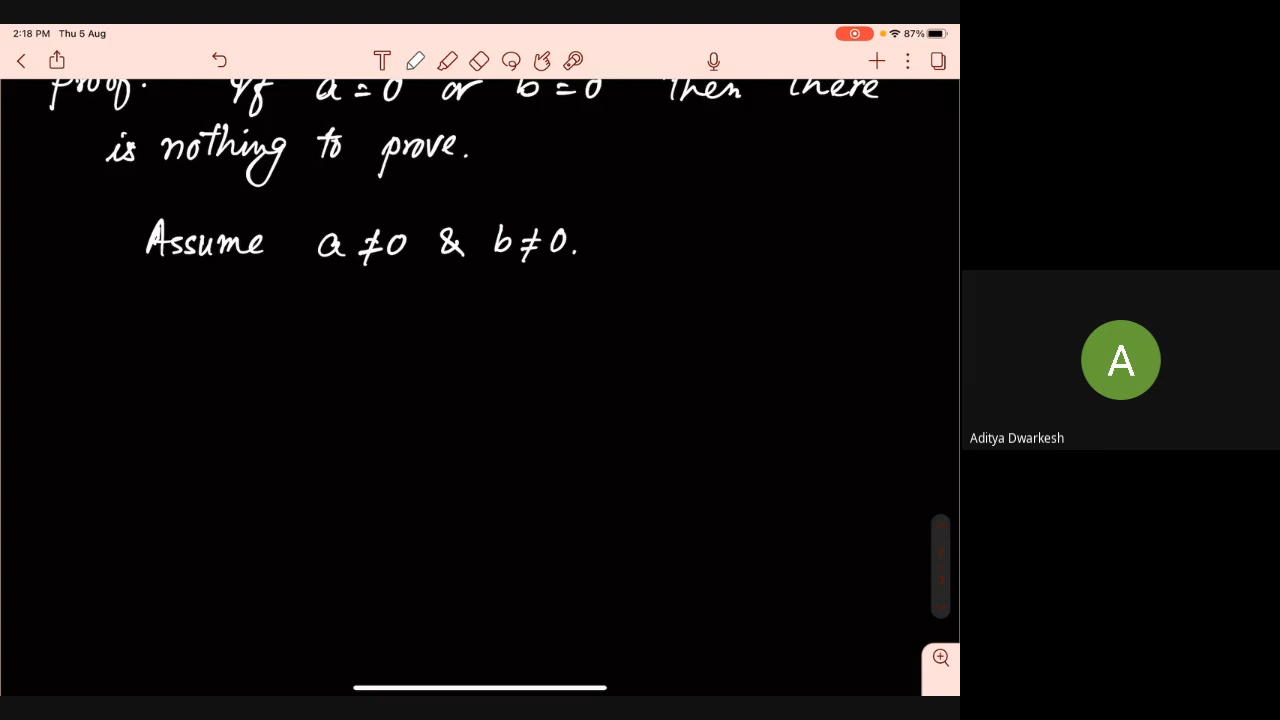 2:18 PM Thu 5 Aug 87%
T
proof. If a = 0 or b = 0 then there
is nothing to prove.
Assume a ≠ 0 & b ≠ 0.
A
Aditya Dwarkesh